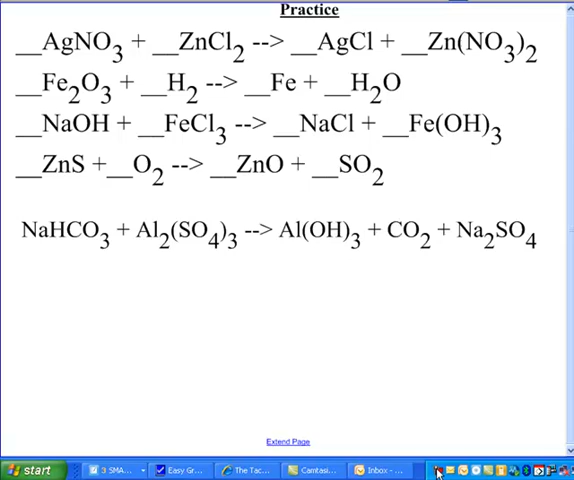 Practice
__AgNO3 + __ZnCl2 --> __AgCl + __Zn(NO3)2
__Fe2O3 + __H2 --> __Fe + __H2O
__NaOH + __FeCl3 --> __NaCl + __Fe(OH)3
__ZnS +__O2 --> __ZnO + __SO2
NaHCO3 + Al2(SO4)3 --> Al(OH)3 + CO2 + Na2SO4
Extend Page
start 3 SMA... Easy Gr... The Tac... Camtasi... Inbox - ...